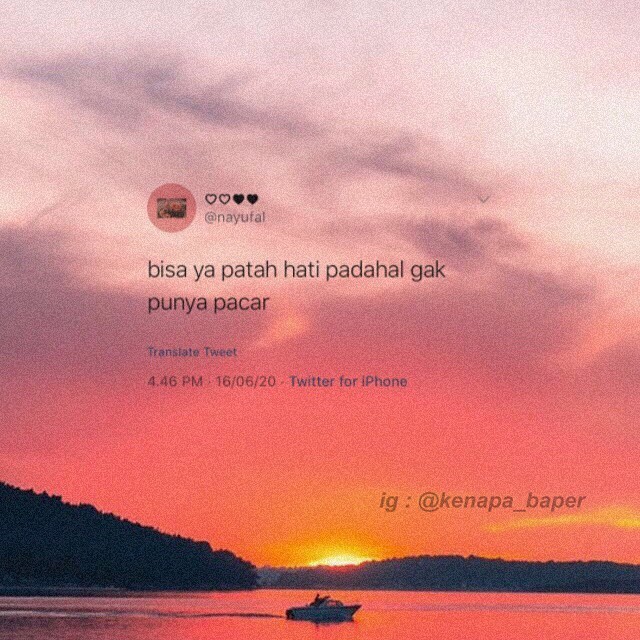 ♡♡♥♥
@nayufal
bisa ya patah hati padahal gak
punya pacar
Translate Tweet
4.46 PM · 16/06/20 · Twitter for iPhone
ig : @kenapa_baper